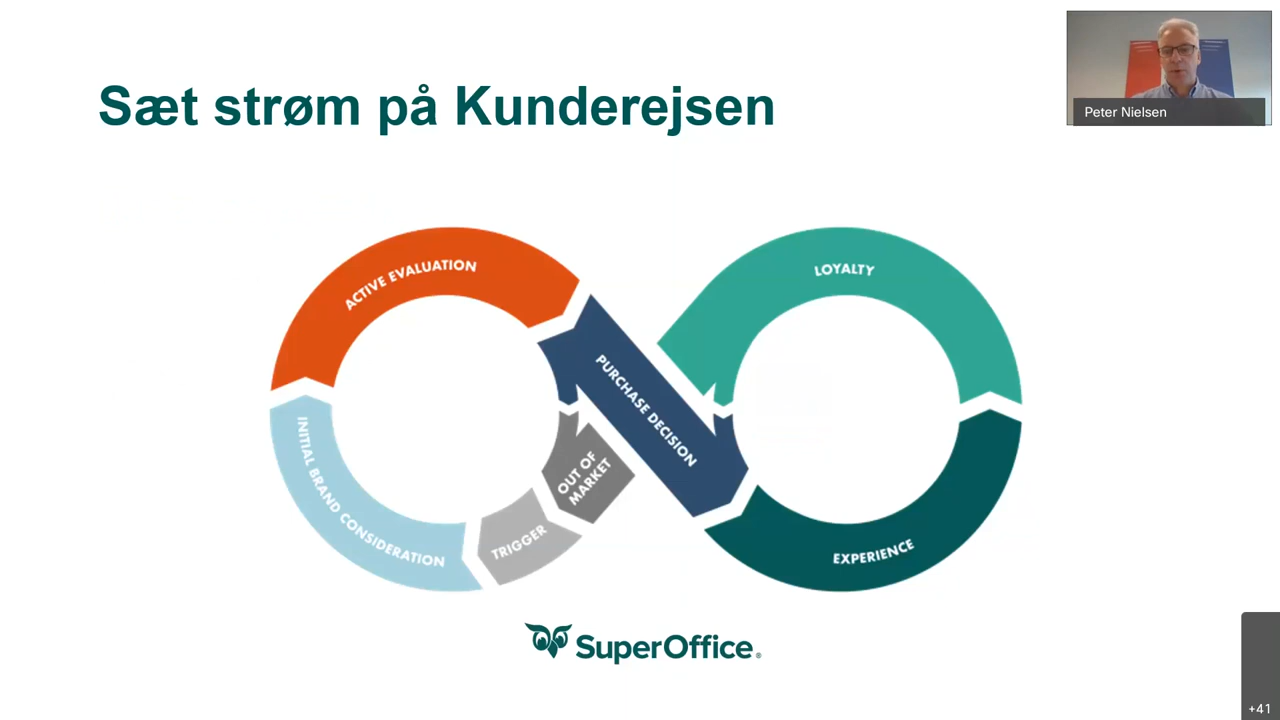 Sæt strøm på Kunderejsen
Peter Nielsen
ACTIVE EVALUATION
LOYALTY
PURCHASE DECISION
INITIAL BRAND CONSIDERATION
OUT OF
MARKET
TRIGGER
EXPERIENCE
SuperOffice®
+41